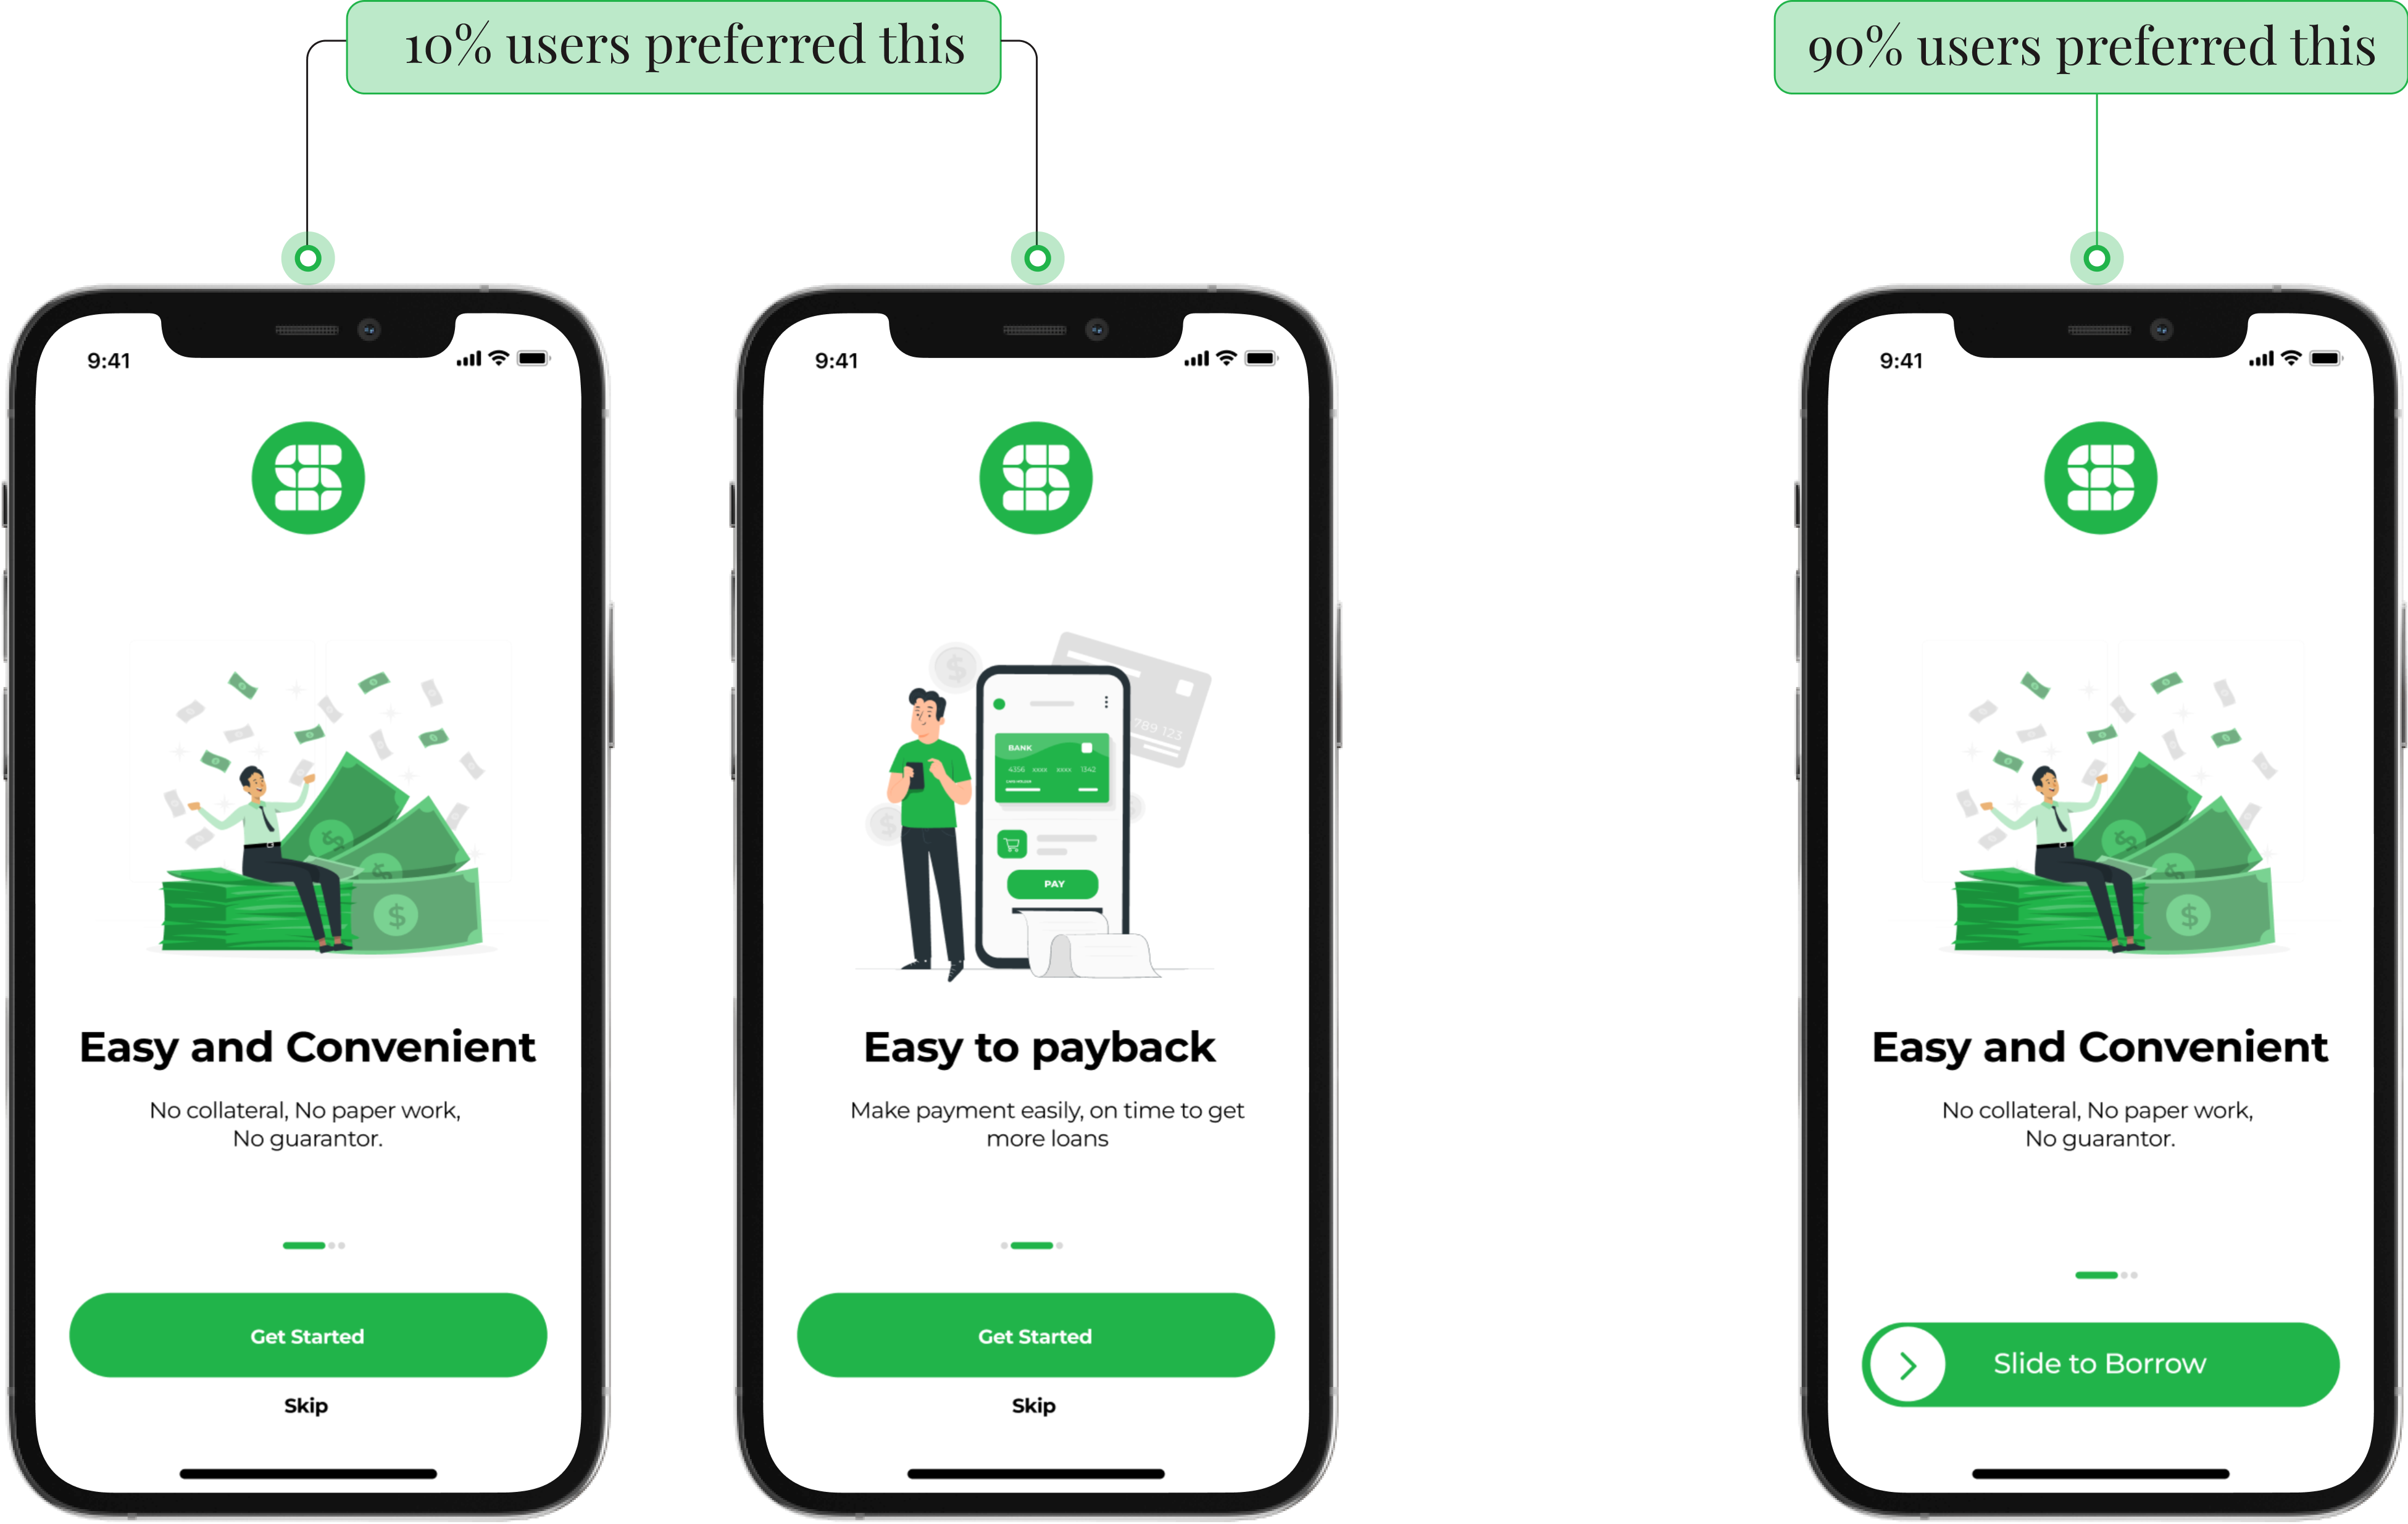 10% users preferred this
90% users preferred this
9:41
Easy and Convenient
No collateral, No paper work,
No guarantor.
Get Started
Skip
9:41
789 123
BANK
4356 xxxx xxxx 1342
PAY
Easy to payback
Make payment easily, on time to get
more loans
Get Started
Skip
9:41
Easy and Convenient
No collateral, No paper work,
No guarantor.
Slide to Borrow